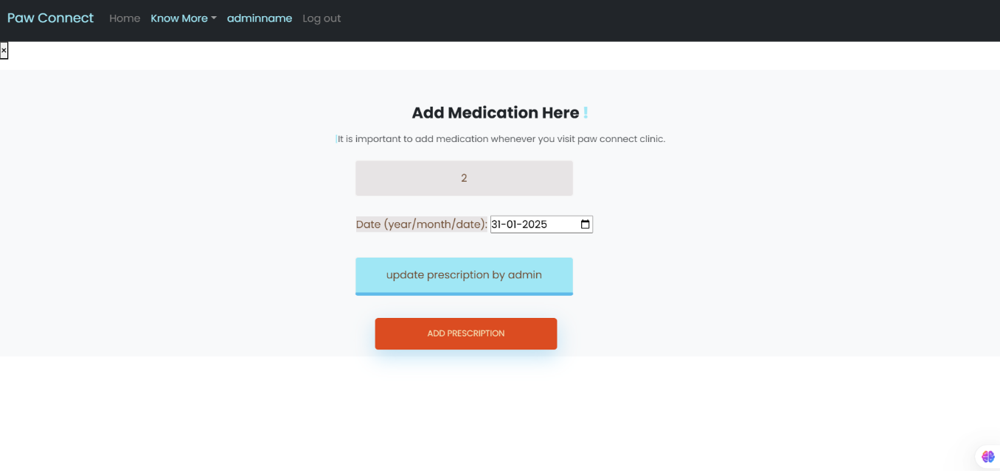 Paw Connect Home Know More adminname Log out
×
Add Medication Here !
It is important to add medication whenever you visit paw connect clinic.
2
Date (year/month/date): 31-01-2025
update prescription by admin
ADD PRESCRIPTION